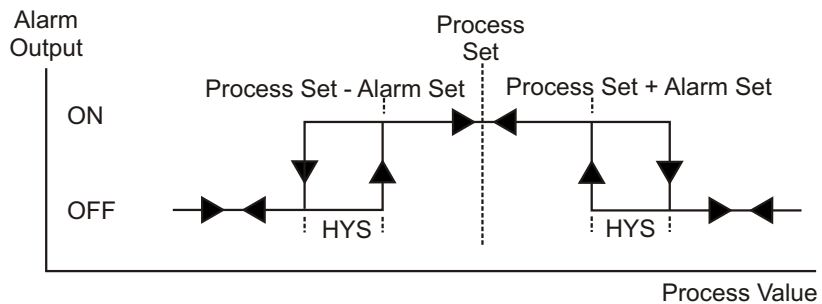 Alarm
Output
Process
Set
Process Set - Alarm Set
Process Set + Alarm Set
ON
OFF
HYS
HYS
Process Value